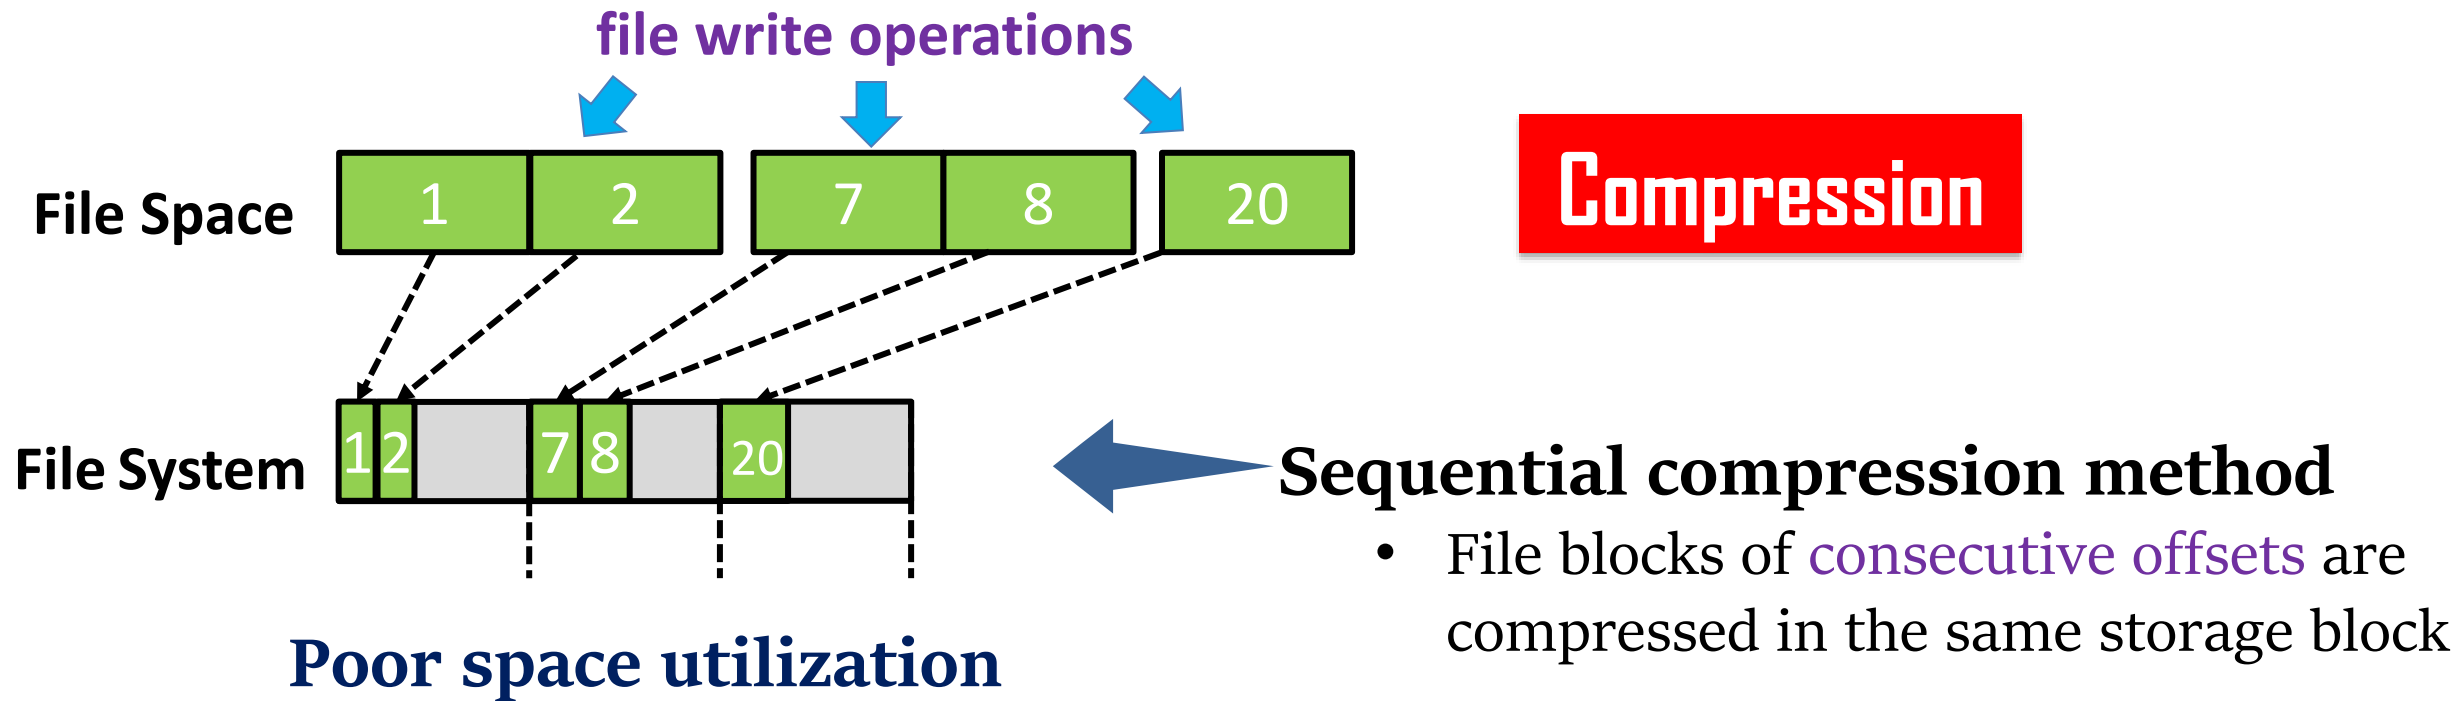 file write operations
File Space
1 2 7 8 20
Compression
File System
1 2 7 8 20
Sequential compression method
• File blocks of consecutive offsets are
compressed in the same storage block
Poor space utilization